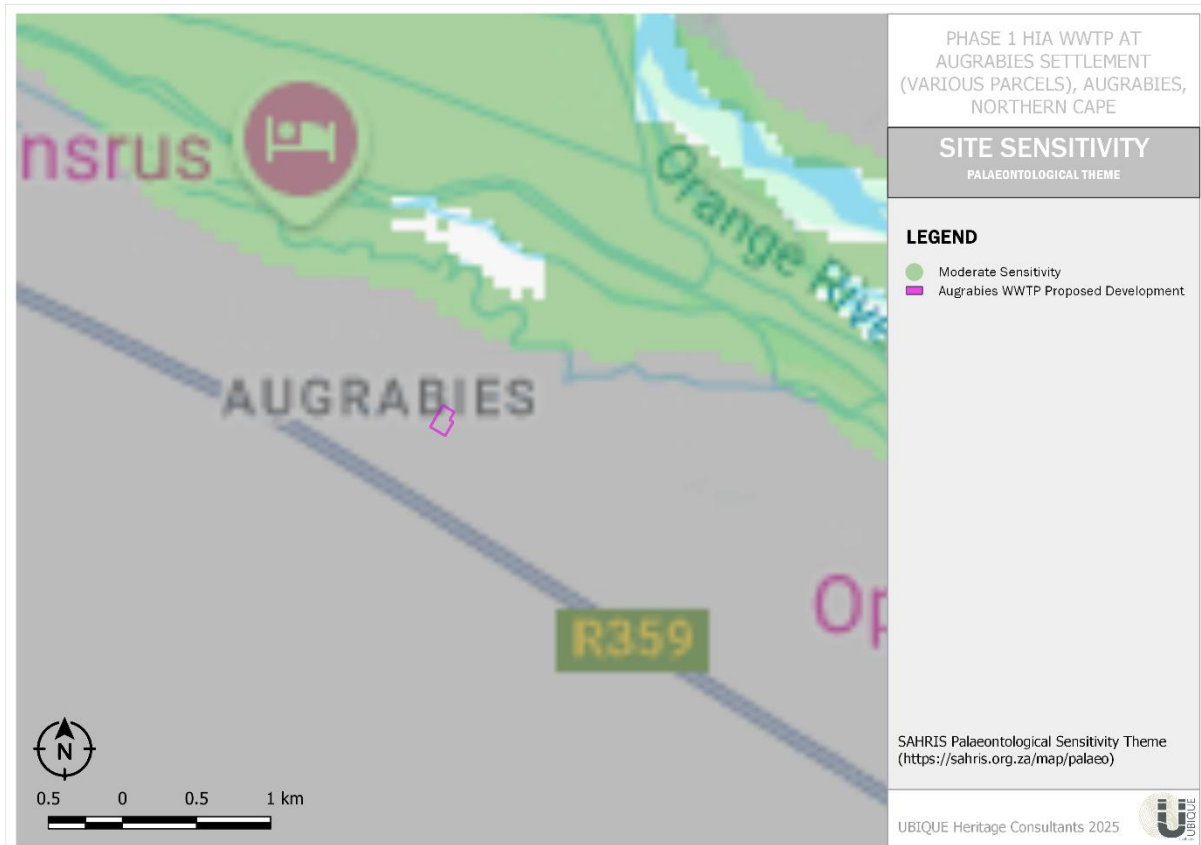 nsrus
Orange Rive
AUGRABIES
R359
Op
N
0.5 0 0.5 1 km
PHASE 1 HIA WWTP AT
AUGRABIES SETTLEMENT
(VARIOUS PARCELS), AUGRABIES,
NORTHERN CAPE
SITE SENSITIVITY
PALAEONTOLOGICAL THEME
LEGEND
Moderate Sensitivity
Augrabies WWTP Proposed Development
SAHRIS Palaeontological Sensitivity Theme
(https://sahris.org.za/map/palaeo)
UBIQUE Heritage Consultants 2025
UBIQUE